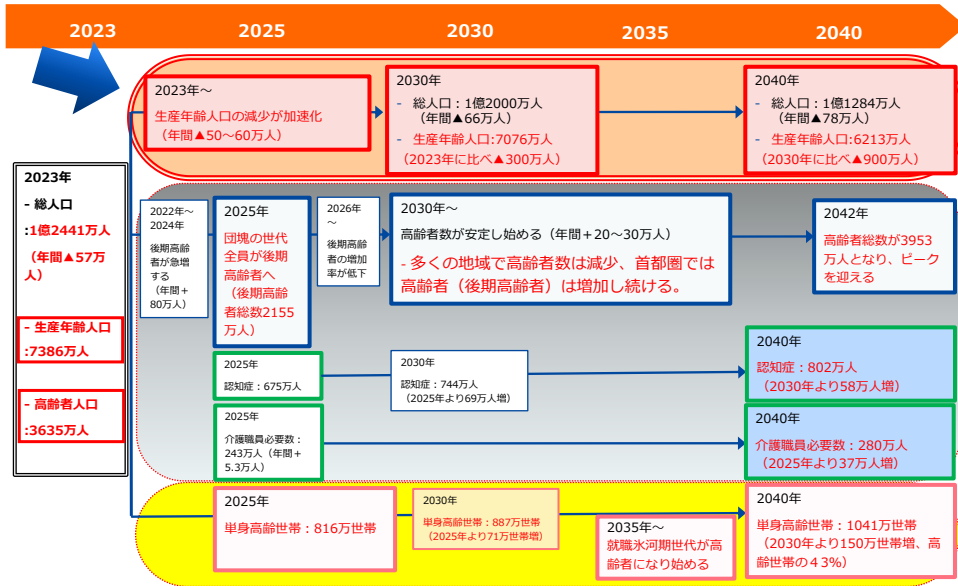 2023
2025
2030
2035
2040
2023年～
生産年齢人口の減少が加速化
（年間▲50～60万人）
2030年
- 総人口：1億2000万人
（年間▲66万人）
- 生産年齢人口:7076万人
（2023年に比べ▲300万人）
2040年
- 総人口：1億1284万人
（年間▲78万人）
- 生産年齢人口:6213万人
（2030年に比べ▲900万人）
2023年
- 総人口
:1億2441万人
（年間▲57万
人）
- 生産年齢人口
:7386万人
- 高齢者人口
:3635万人
2022年～
2024年
後期高齢
者が急増
する
（年間＋
80万人）
2025年
団塊の世代
全員が後期
高齢者へ
（後期高齢
者総数2155
万人）
2026年
～
後期高齢
者の増加
率が低下
2030年～
高齢者数が安定し始める（年間＋20～30万人）
- 多くの地域で高齢者数は減少、首都圏では
高齢者（後期高齢者）は増加し続ける。
2042年
高齢者総数が3953
万人となり、ピーク
を迎える
2025年
認知症：675万人
2030年
認知症：744万人
（2025年より69万人増）
2040年
認知症：802万人
（2030年より58万人増）
2025年
介護職員必要数：
243万人（年間＋
5.3万人）
2040年
介護職員必要数：280万人
（2025年より37万人増）
2025年
単身高齢世帯：816万世帯
2030年
単身高齢世帯：887万世帯
（2025年より71万世帯増）
2035年～
就職氷河期世代が高
齢者になり始める
2040年
単身高齢世帯：1041万世帯
（2030年より150万世帯増、高
齢世帯の４3%）